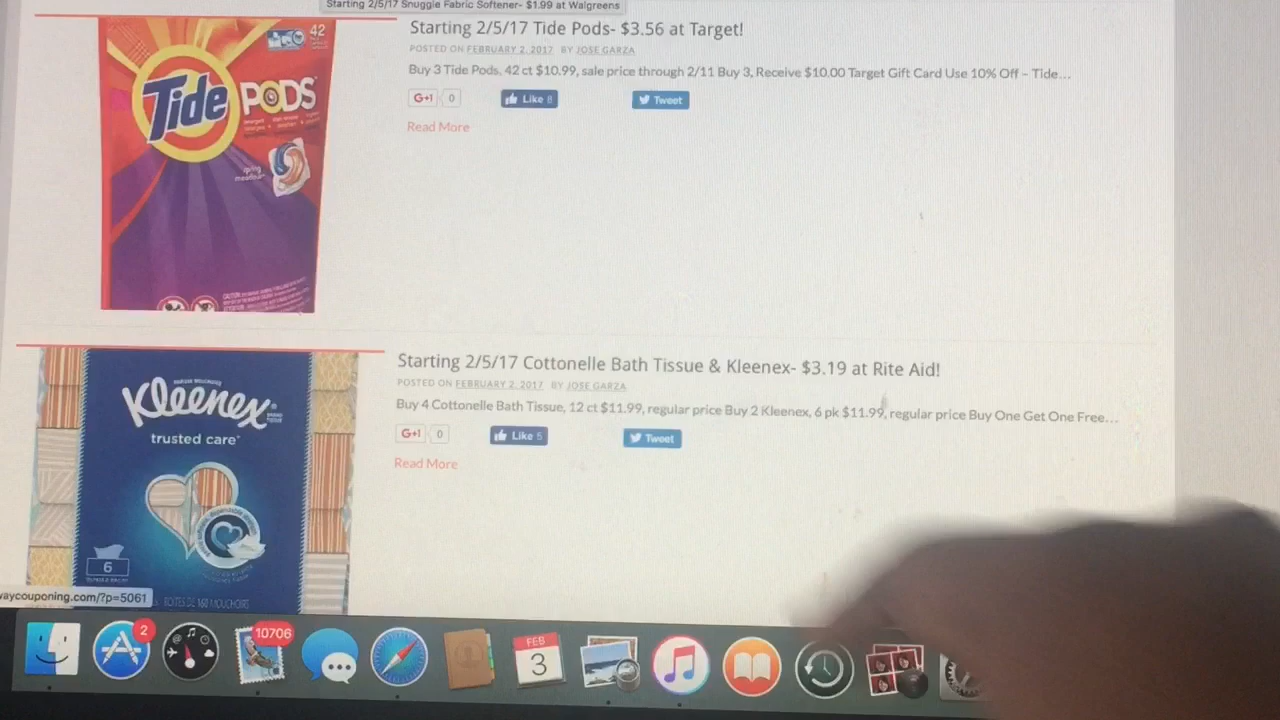 Starting 2/5/17 Snuggle Fabric Softener- $1.99 at Walgreens
42
Tide PODS
spring meadow
Starting 2/5/17 Tide Pods- $3.56 at Target!
POSTED ON FEBRUARY 2, 2017 BY JOSE GARZA
Buy 3 Tide Pods, 42 ct $10.99, sale price through 2/11 Buy 3, Receive $10.00 Target Gift Card Use 10% Off – Tide...
G+1 0 Like 8 Tweet
Read More
Kleenex
trusted care
6
Starting 2/5/17 Cottonelle Bath Tissue & Kleenex- $3.19 at Rite Aid!
POSTED ON FEBRUARY 2, 2017 BY JOSE GARZA
Buy 4 Cottonelle Bath Tissue, 12 ct $11.99, regular price Buy 2 Kleenex, 6 pk $11.99, regular price Buy One Get One Free...
G+1 0 Like 5 Tweet
Read More
waycouponing.com/?p=5061
2
10706
FEB
3